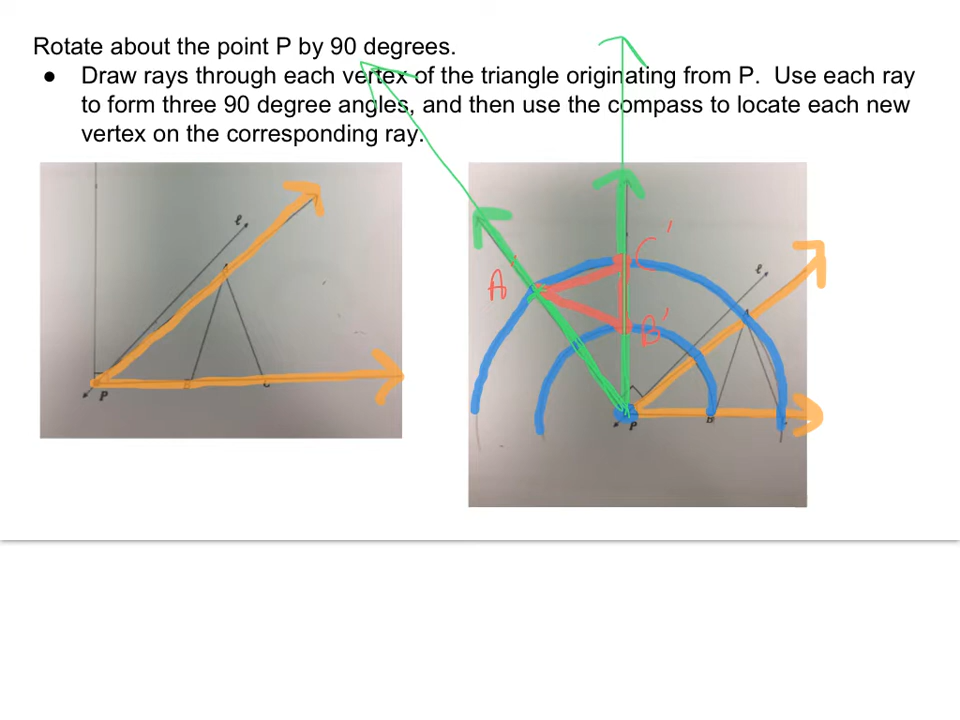 Rotate about the point P by 90 degrees.
● Draw rays through each vertex of the triangle originating from P. Use each ray
to form three 90 degree angles, and then use the compass to locate each new
vertex on the corresponding ray.
ℓ
P
C
C'
A'
B'
ℓ
A
P
B